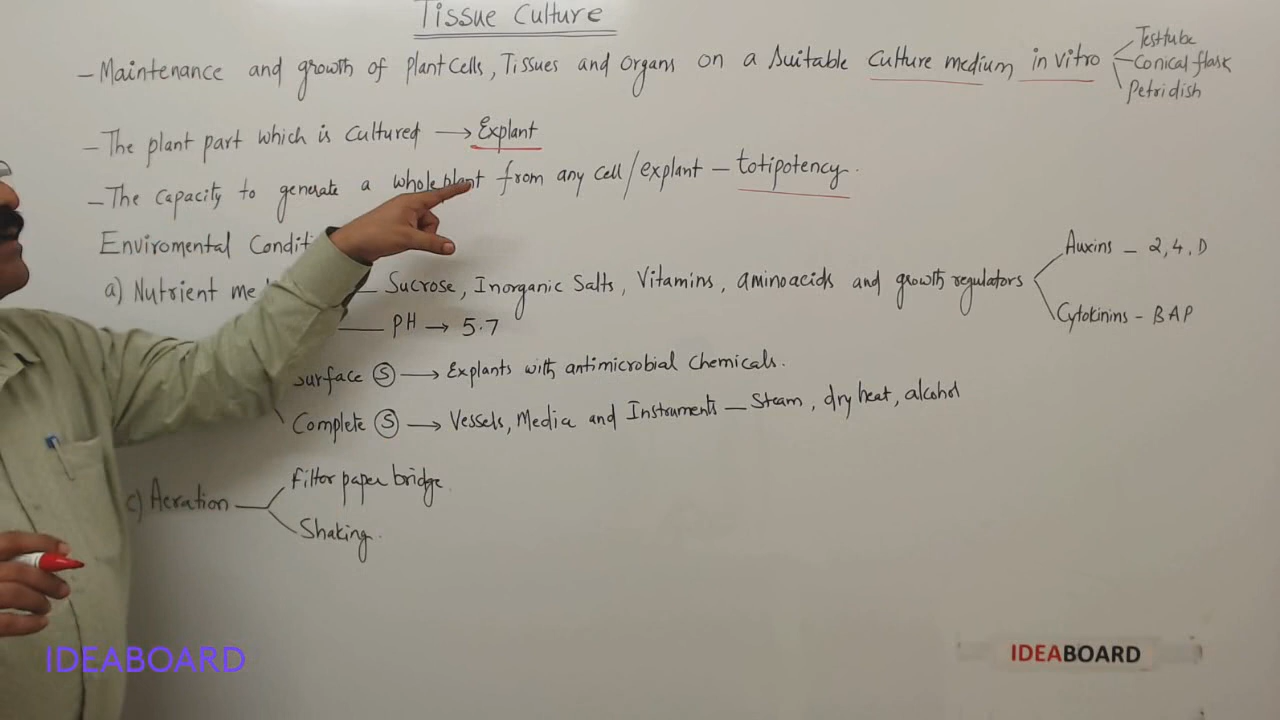 Tissue Culture
- Maintenance and growth of plant cells, Tissues and organs on a suitable culture medium in vitro
Testtube
Conical flask
Petridish
- The plant part which is cultured → Explant
- The capacity to generate a whole plant from any cell/explant - totipotency.
Enviromental Conditi
a) Nutrient me — Sucrose, Inorganic Salts, Vitamins, aminoacids and growth regulators
Auxins - 2,4,D
Cytokinins - BAP
— PH → 5.7
Surface Ⓢ → Explants with antimicrobial chemicals.
Complete Ⓢ → Vessels, Media and Instruments - Steam, dry heat, alcohol
c) Aeration
Filter paper bridge.
Shaking.
IDEABOARD
IDEABOARD